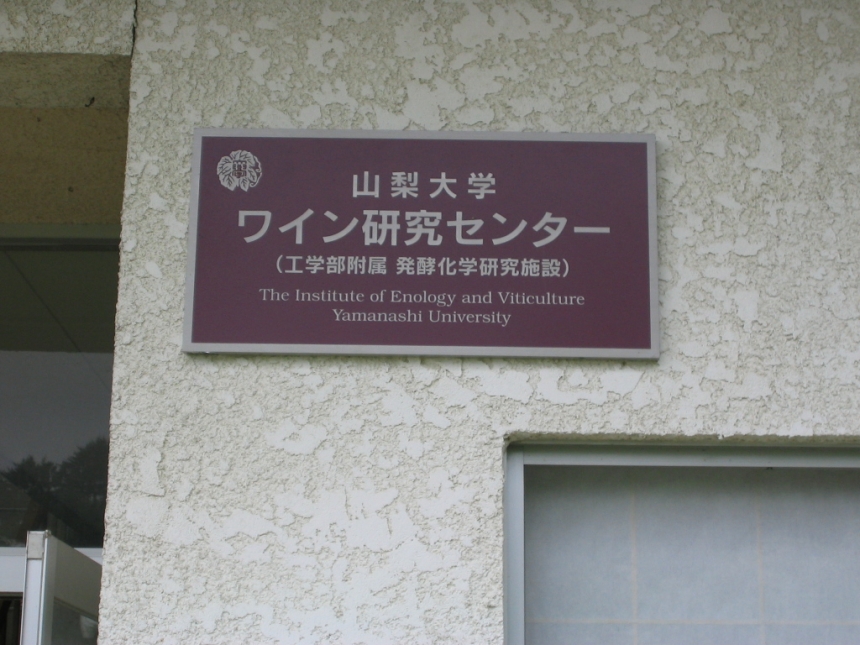 山梨大学
ワイン研究センター
（工学部附属 発酵化学研究施設）
The Institute of Enology and Viticulture
Yamanashi University